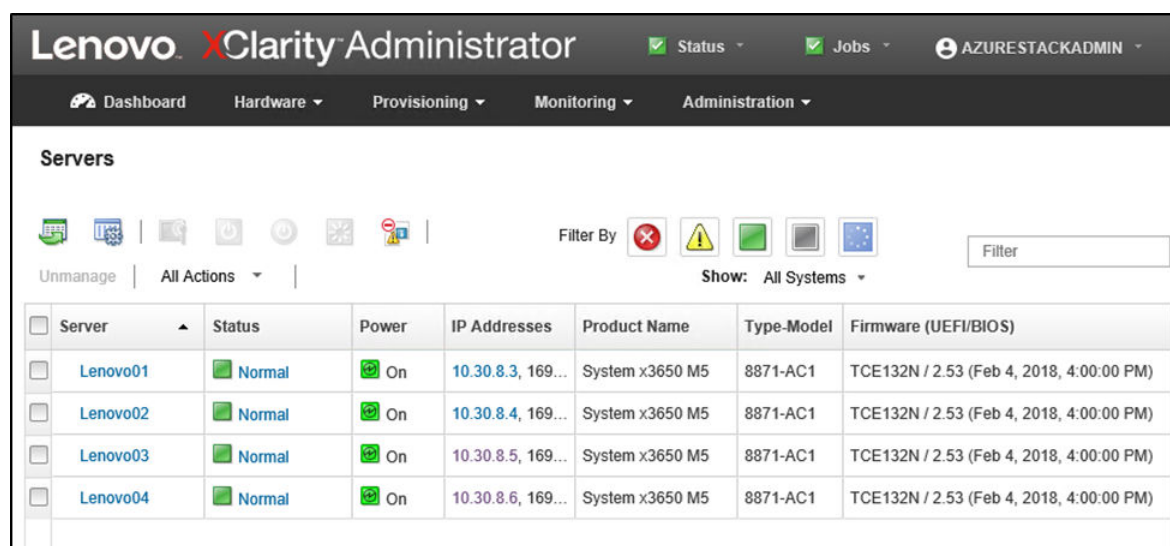 Lenovo XClarity Administrator Status Jobs AZURESTACKADMIN
Dashboard Hardware Provisioning Monitoring Administration
Servers
Filter By Filter
Unmanage All Actions Show: All Systems
Server Status Power IP Addresses Product Name Type-Model Firmware (UEFI/BIOS)
Lenovo01 Normal On 10.30.8.3, 169... System x3650 M5 8871-AC1 TCE132N / 2.53 (Feb 4, 2018, 4:00:00 PM)
Lenovo02 Normal On 10.30.8.4, 169... System x3650 M5 8871-AC1 TCE132N / 2.53 (Feb 4, 2018, 4:00:00 PM)
Lenovo03 Normal On 10.30.8.5, 169... System x3650 M5 8871-AC1 TCE132N / 2.53 (Feb 4, 2018, 4:00:00 PM)
Lenovo04 Normal On 10.30.8.6, 169... System x3650 M5 8871-AC1 TCE132N / 2.53 (Feb 4, 2018, 4:00:00 PM)